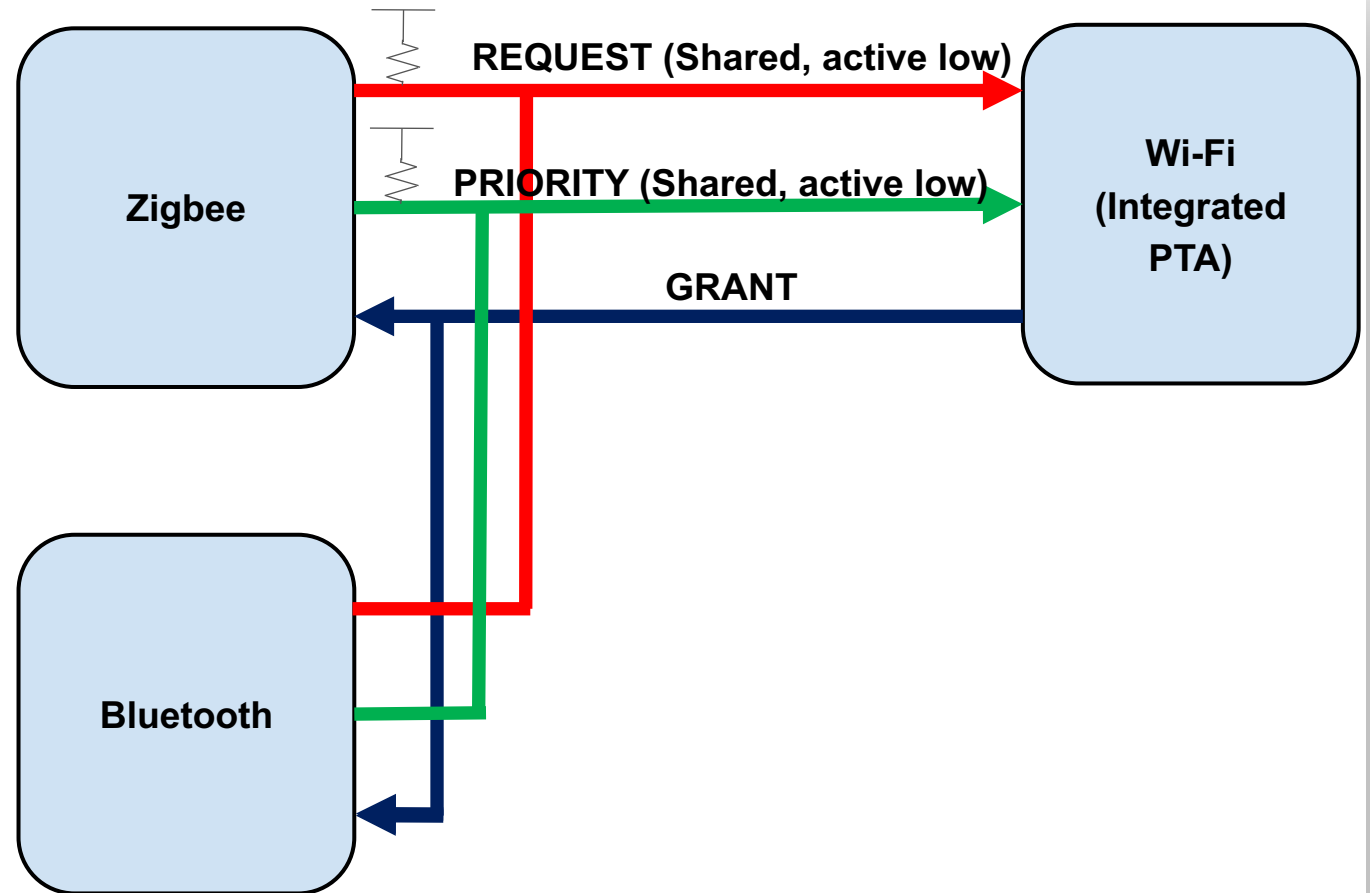 REQUEST (Shared, active low)
Zigbee
PRIORITY (Shared, active low)
GRANT
Wi-Fi
(Integrated
PTA)
Bluetooth